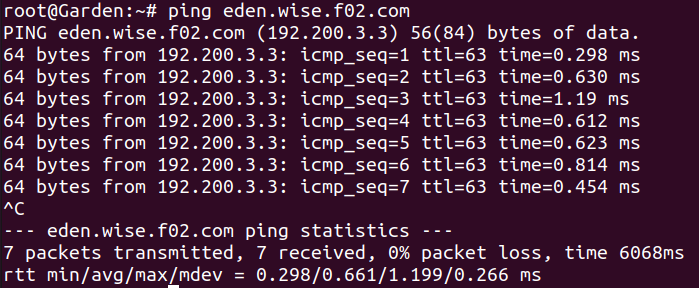 root@Garden:~# ping eden.wise.f02.com
PING eden.wise.f02.com (192.200.3.3) 56(84) bytes of data.
64 bytes from 192.200.3.3: icmp_seq=1 ttl=63 time=0.298 ms
64 bytes from 192.200.3.3: icmp_seq=2 ttl=63 time=0.630 ms
64 bytes from 192.200.3.3: icmp_seq=3 ttl=63 time=1.19 ms
64 bytes from 192.200.3.3: icmp_seq=4 ttl=63 time=0.612 ms
64 bytes from 192.200.3.3: icmp_seq=5 ttl=63 time=0.623 ms
64 bytes from 192.200.3.3: icmp_seq=6 ttl=63 time=0.814 ms
64 bytes from 192.200.3.3: icmp_seq=7 ttl=63 time=0.454 ms
^C
--- eden.wise.f02.com ping statistics ---
7 packets transmitted, 7 received, 0% packet loss, time 6068ms
rtt min/avg/max/mdev = 0.298/0.661/1.199/0.266 ms